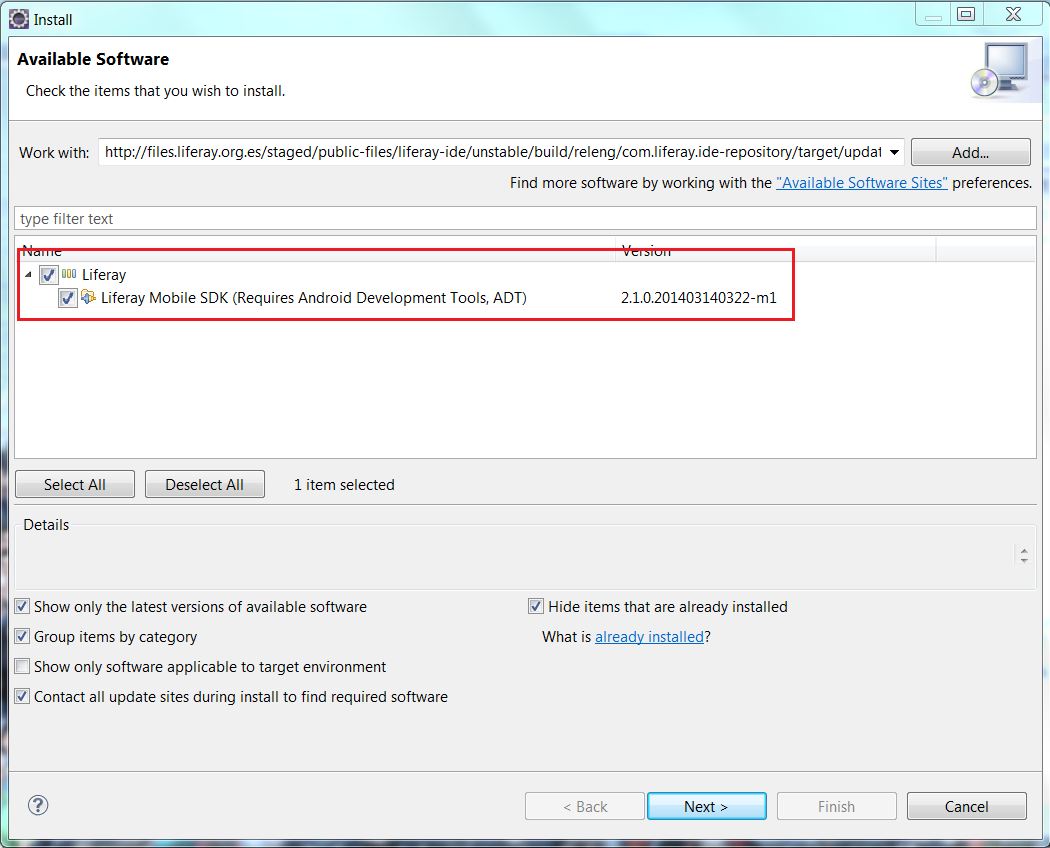 Install
Available Software
Check the items that you wish to install.
Work with: http://files.liferay.org.es/staged/public-files/liferay-ide/unstable/build/releng/com.liferay.ide-repository/target/updat Add...
Find more software by working with the "Available Software Sites" preferences.
type filter text
Name Version
Liferay
Liferay Mobile SDK (Requires Android Development Tools, ADT) 2.1.0.201403140322-m1
Select All Deselect All 1 item selected
Details
Show only the latest versions of available software Hide items that are already installed
Group items by category What is already installed?
Show only software applicable to target environment
Contact all update sites during install to find required software
? < Back Next > Finish Cancel